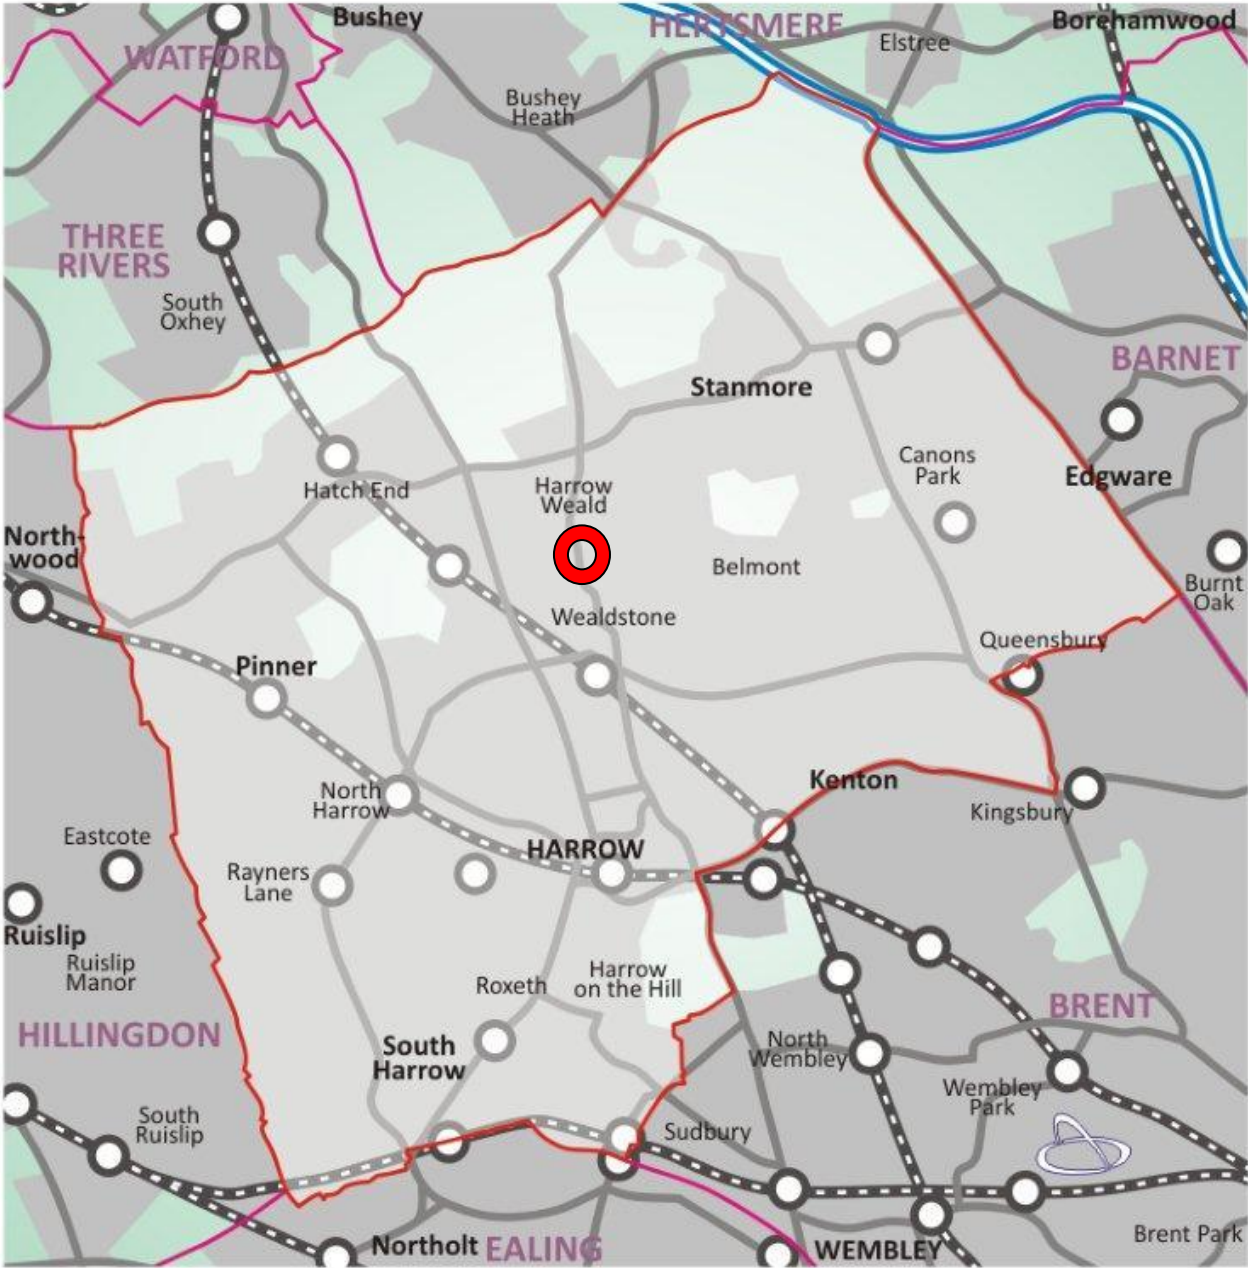 Bushey
HERTSMERE
Borehamwood
Elstree
WATFORD
Bushey
Heath
THREE
RIVERS
South
Oxhey
BARNET
Stanmore
Canons
Park
Edgware
Hatch End
Harrow
Weald
North-
wood
Belmont
Burnt
Oak
Wealdstone
Queensbury
Pinner
Kenton
North
Harrow
Kingsbury
Eastcote
HARROW
Rayners
Lane
Ruislip
Ruislip
Manor
Roxeth
Harrow
on the Hill
HILLINGDON
BRENT
South
Harrow
North
Wembley
Wembley
Park
South
Ruislip
Sudbury
Northolt
EALING
WEMBLEY
Brent Park